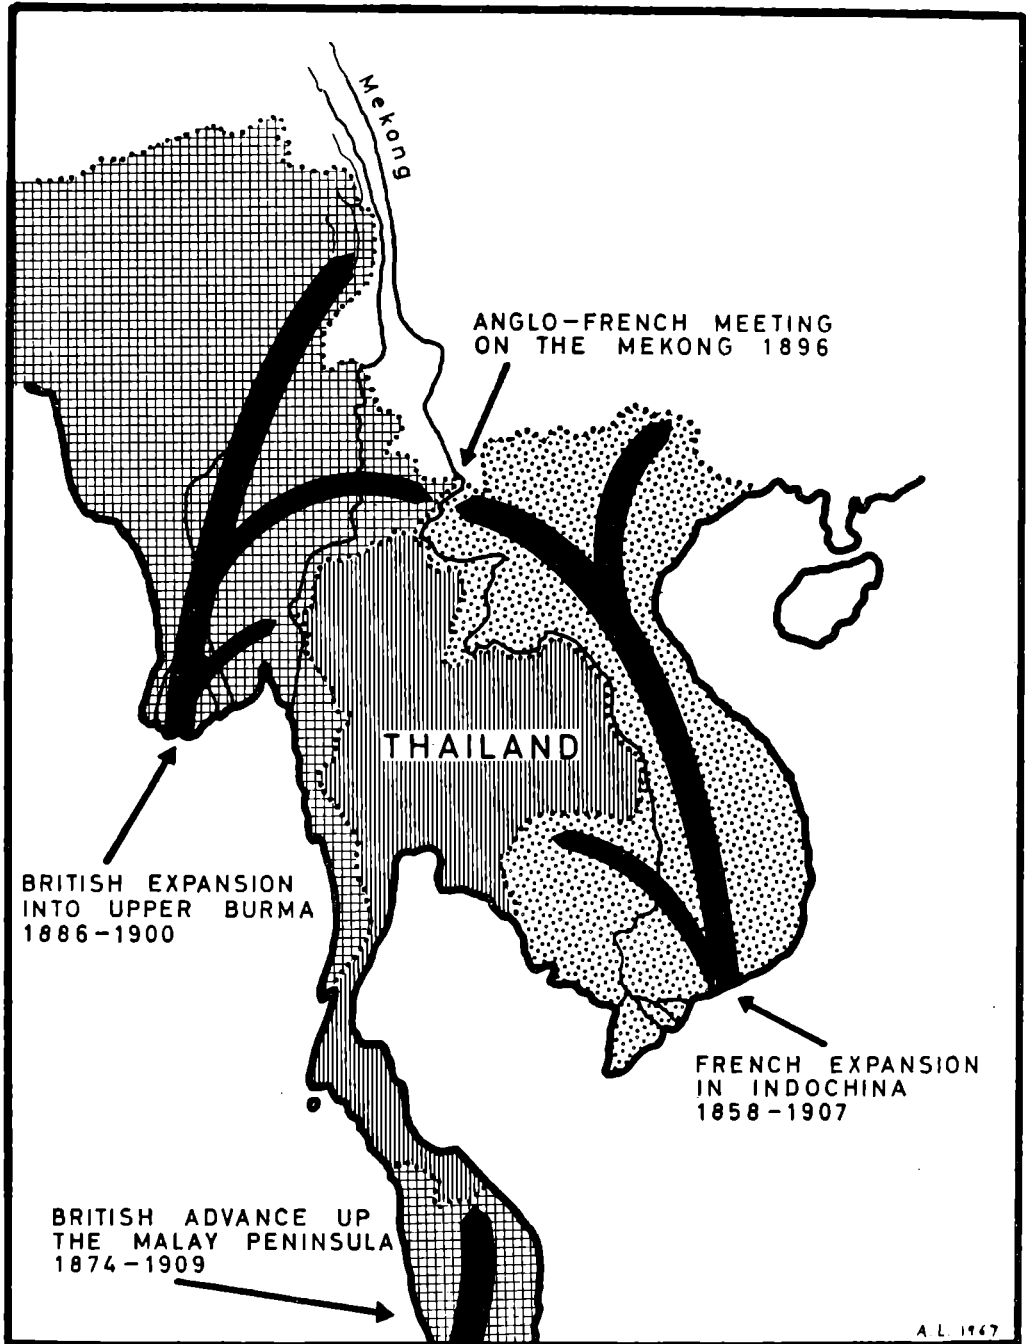 Mekong
ANGLO-FRENCH MEETING
ON THE MEKONG 1896
THAILAND
BRITISH EXPANSION
INTO UPPER BURMA
1886-1900
FRENCH EXPANSION
IN INDOCHINA
1858-1907
BRITISH ADVANCE UP
THE MALAY PENINSULA
1874-1909
A.L. 1967